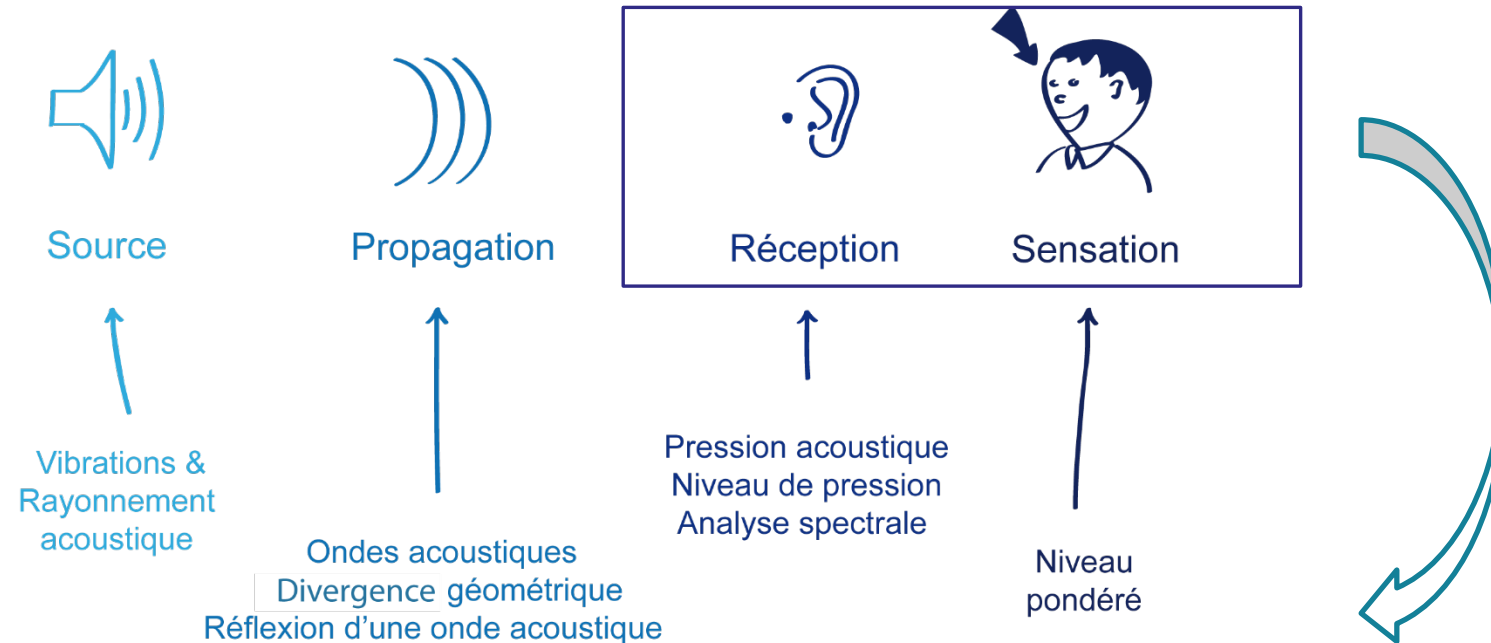 Source
Propagation
Réception
Sensation
Vibrations &
Rayonnement
acoustique
Ondes acoustiques
Divergence géométrique
Réflexion d'une onde acoustique
Pression acoustique
Niveau de pression
Analyse spectrale
Niveau
pondéré